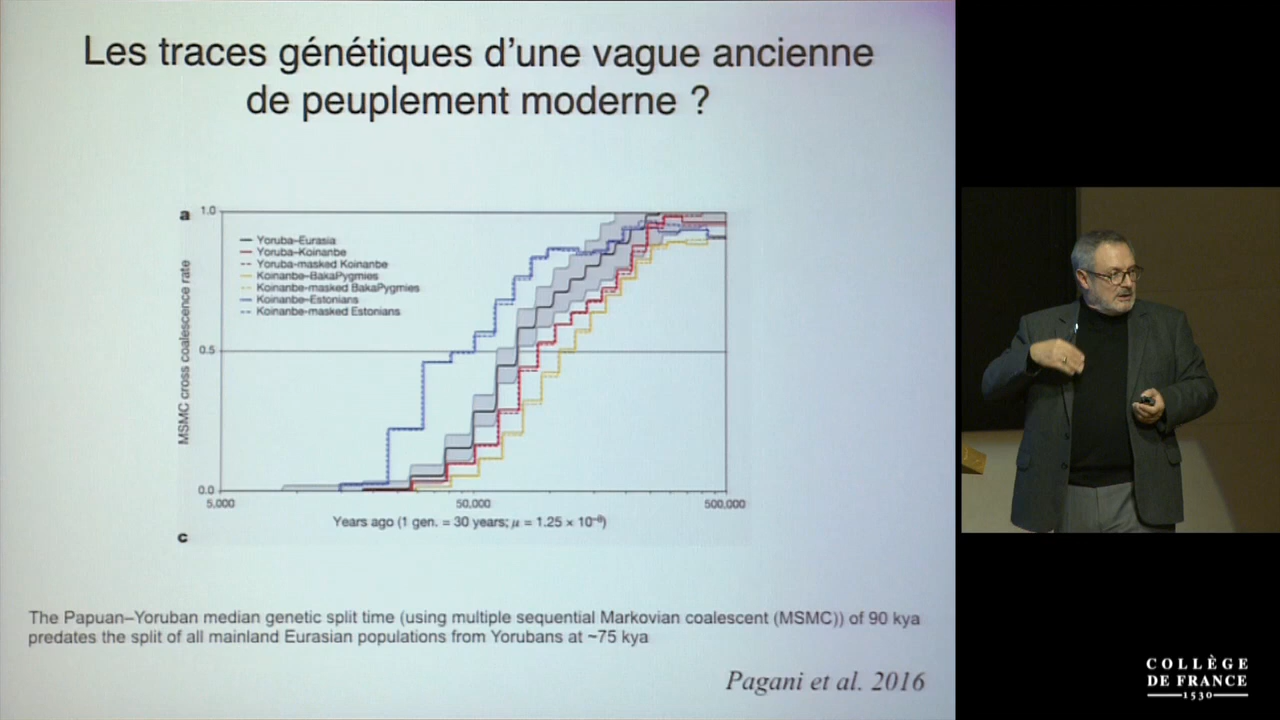 Les traces génétiques d'une vague ancienne
de peuplement moderne ?
a
1.0
0.5
0.0
MSMC cross coalescence rate
Yoruba–Eurasia
Yoruba–Koinanbe
Yoruba-masked Koinanbe
Koinanbe–BakaPygmies
Koinanbe-masked BakaPygmies
Koinanbe–Estonians
Koinanbe-masked Estonians
5,000
50,000
500,000
Years ago (1 gen. = 30 years; μ = 1.25 × 10⁻⁸)
c
The Papuan–Yoruban median genetic split time (using multiple sequential Markovian coalescent (MSMC)) of 90 kya
predates the split of all mainland Eurasian populations from Yorubans at ~75 kya
Pagani et al. 2016
COLLÈGE
DE FRANCE
1530